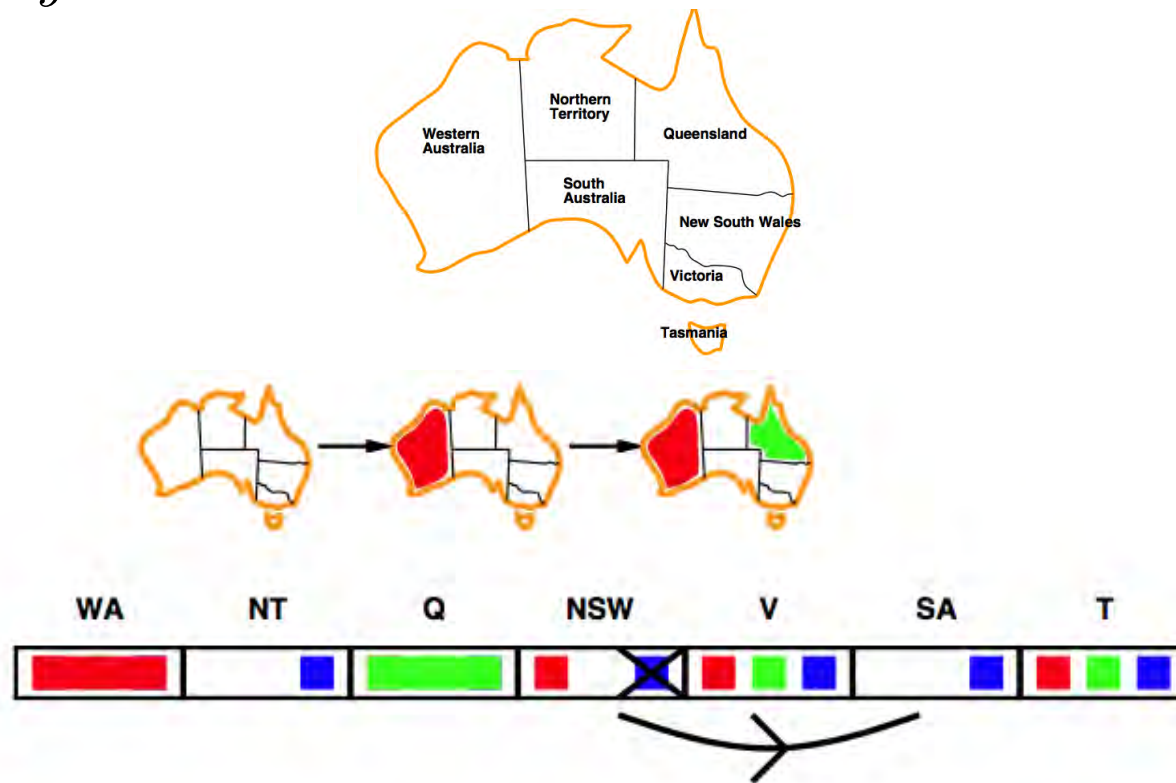 Northern
Territory
Western
Australia
Queensland
South
Australia
New South Wales
Victoria
Tasmania
WA NT Q NSW V SA T